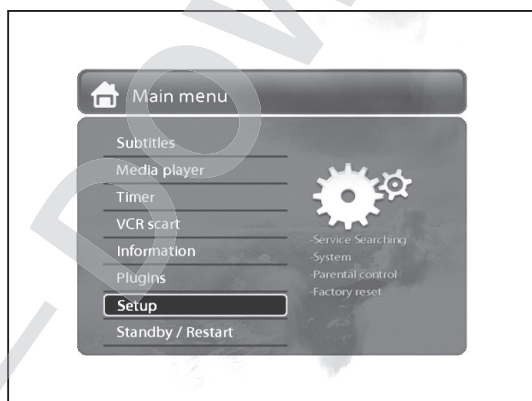 Main menu
Subtitles
Media player
Timer
VCR scart
Information
Plugins
Setup
Standby / Restart
-Service Searching
-System
-Parental control
-Factory reset